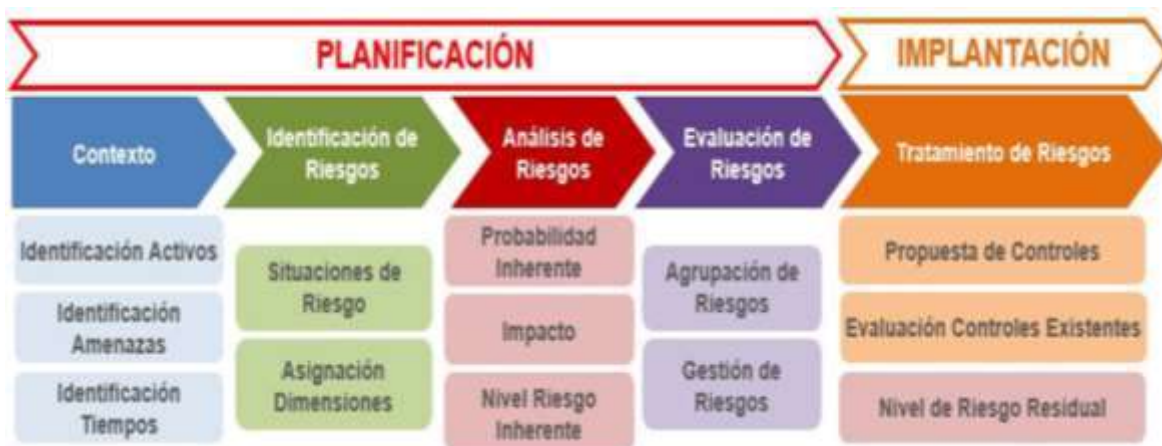 PLANIFICACIÓN
IMPLANTACIÓN
Contexto
Identificación de
Riesgos
Análisis de
Riesgos
Evaluación de
Riesgos
Tratamiento de Riesgos
Identificación Activos
Identificación
Amenazas
Identificación
Tiempos
Situaciones de
Riesgo
Asignación
Dimensiones
Probabilidad
Inherente
Impacto
Nivel Riesgo
Inherente
Agrupación de
Riesgos
Gestión de
Riesgos
Propuesta de Controles
Evaluación Controles Existentes
Nivel de Riesgo Residual